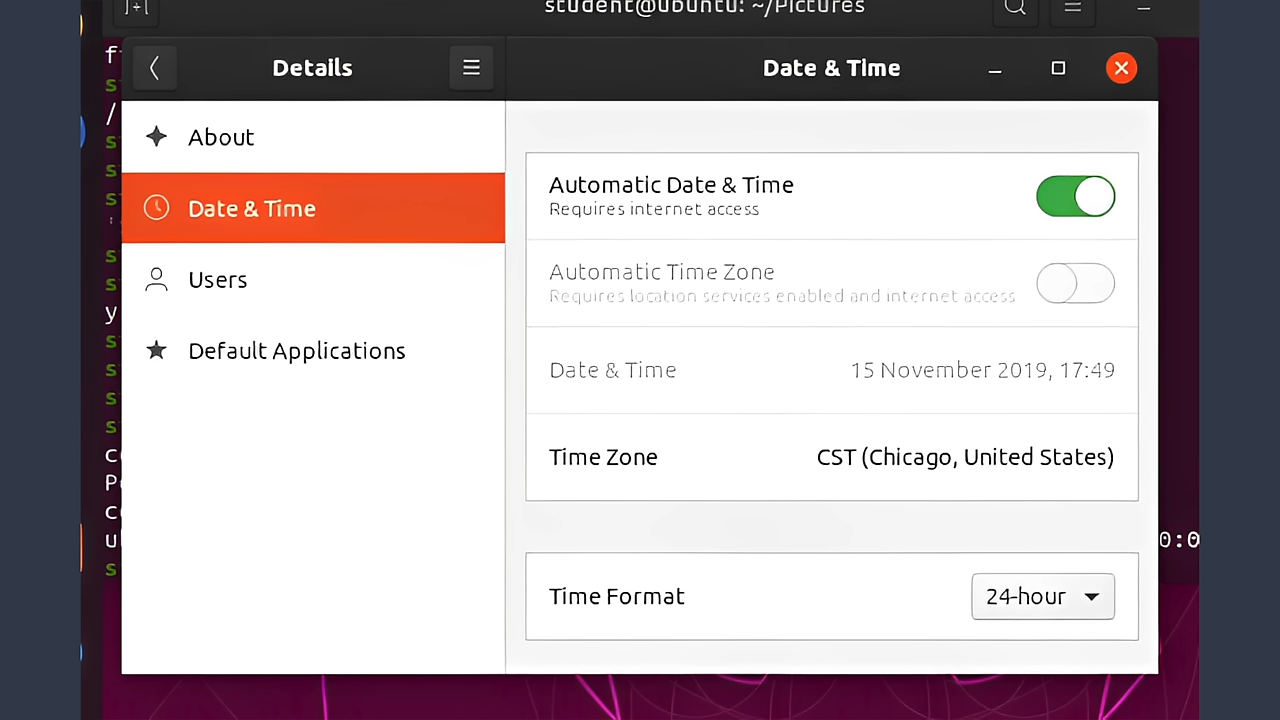 student@ubuntu: ~/Pictures
Details
Date & Time
About
Date & Time
Users
Default Applications
Automatic Date & Time
Requires internet access
Automatic Time Zone
Requires location services enabled and internet access
Date & Time 15 November 2019, 17:49
Time Zone CST (Chicago, United States)
Time Format 24-hour